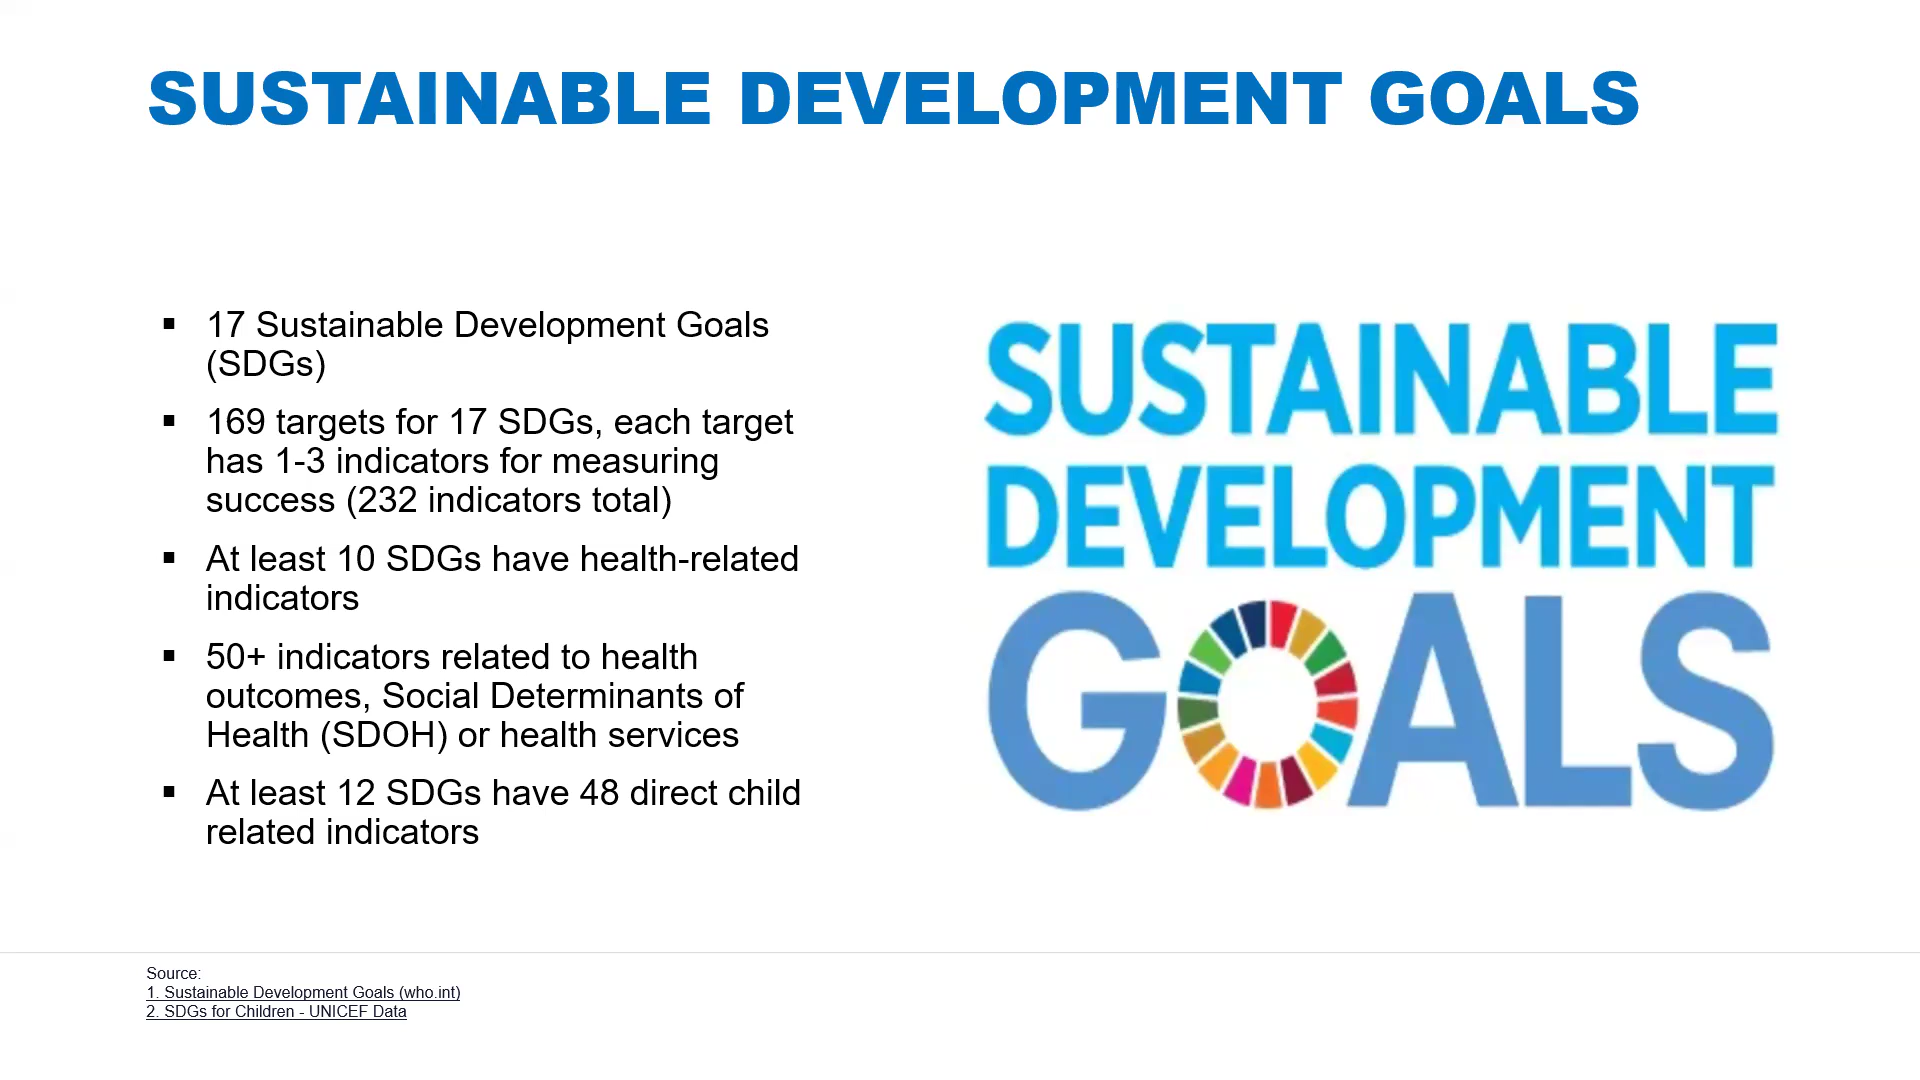 SUSTAINABLE DEVELOPMENT GOALS
▪ 17 Sustainable Development Goals
(SDGs)
▪ 169 targets for 17 SDGs, each target
has 1-3 indicators for measuring
success (232 indicators total)
▪ At least 10 SDGs have health-related
indicators
▪ 50+ indicators related to health
outcomes, Social Determinants of
Health (SDOH) or health services
▪ At least 12 SDGs have 48 direct child
related indicators
SUSTAINABLE
DEVELOPMENT
GOALS
Source:
1. Sustainable Development Goals (who.int)
2. SDGs for Children - UNICEF Data